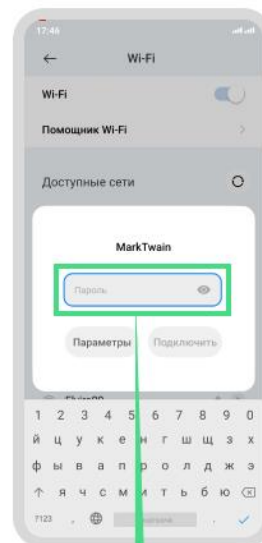 17:46
Wi-Fi
Wi-Fi
Помощник Wi-Fi
Доступные сети
MarkTwain
Пароль
Параметры Подключить
1 2 3 4 5 6 7 8 9 0
й ц у к е н г ш щ з х
ф ы в а п р о л д ж э
я ч с м и т ь б ю
?123 , .